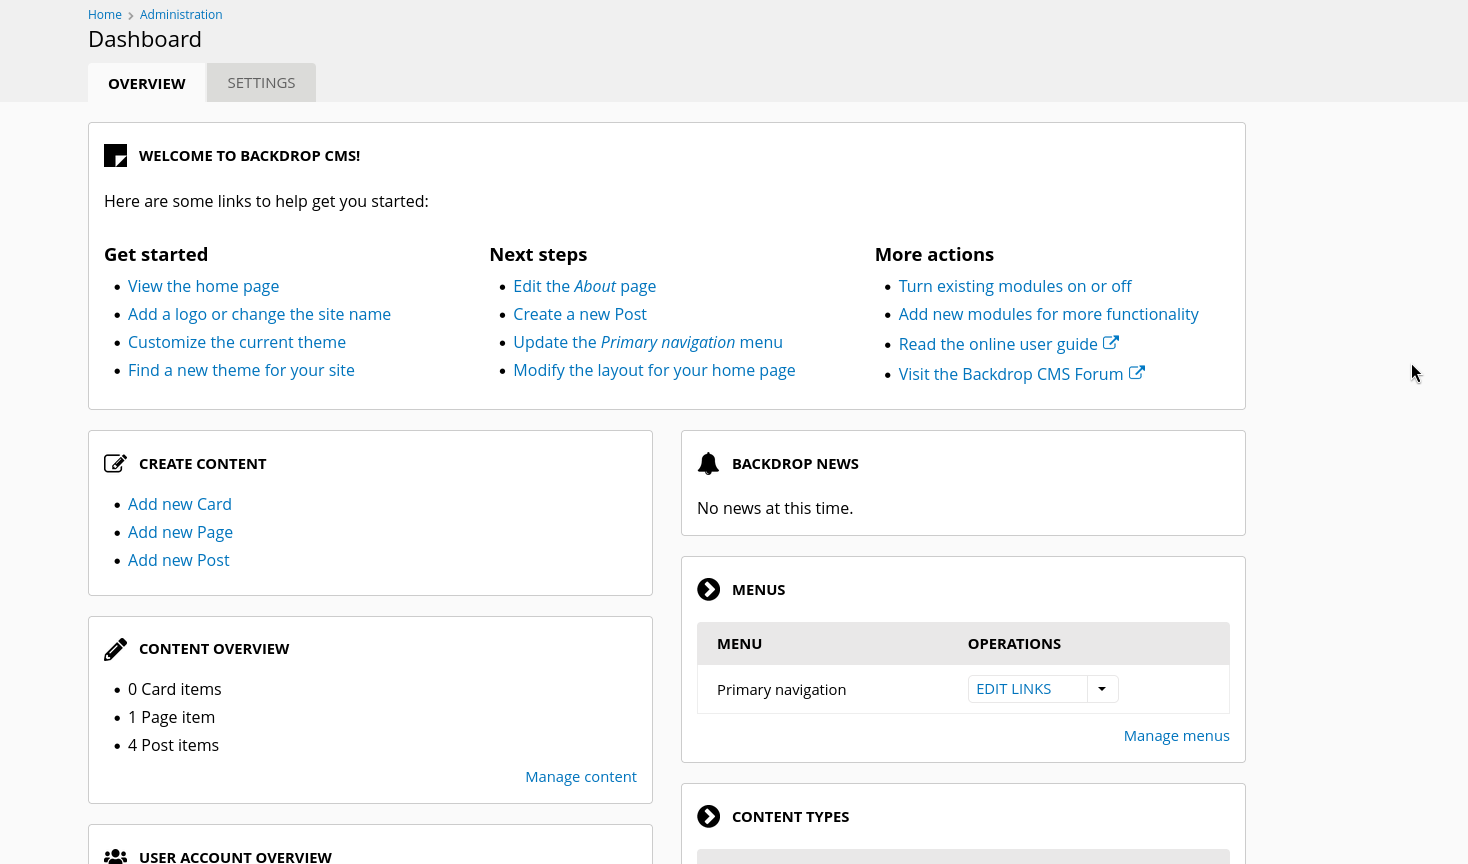 Home
Administration
Dashboard
OVERVIEW
SETTINGS
WELCOME TO BACKDROP CMS!
Here are some links to help get you started:
Get started
View the home page
Add a logo or change the site name
Customize the current theme
Find a new theme for your site
Next steps
Edit the About page
Create a new Post
Update the Primary navigation menu
Modify the layout for your home page
More actions
Turn existing modules on or off
Add new modules for more functionality
Read the online user guide
Visit the Backdrop CMS Forum
CREATE CONTENT
Add new Card
Add new Page
Add new Post
CONTENT OVERVIEW
0 Card items
1 Page item
4 Post items
Manage content
USER ACCOUNT OVERVIEW
BACKDROP NEWS
No news at this time.
MENUS
MENU OPERATIONS
Primary navigation EDIT LINKS
Manage menus
CONTENT TYPES